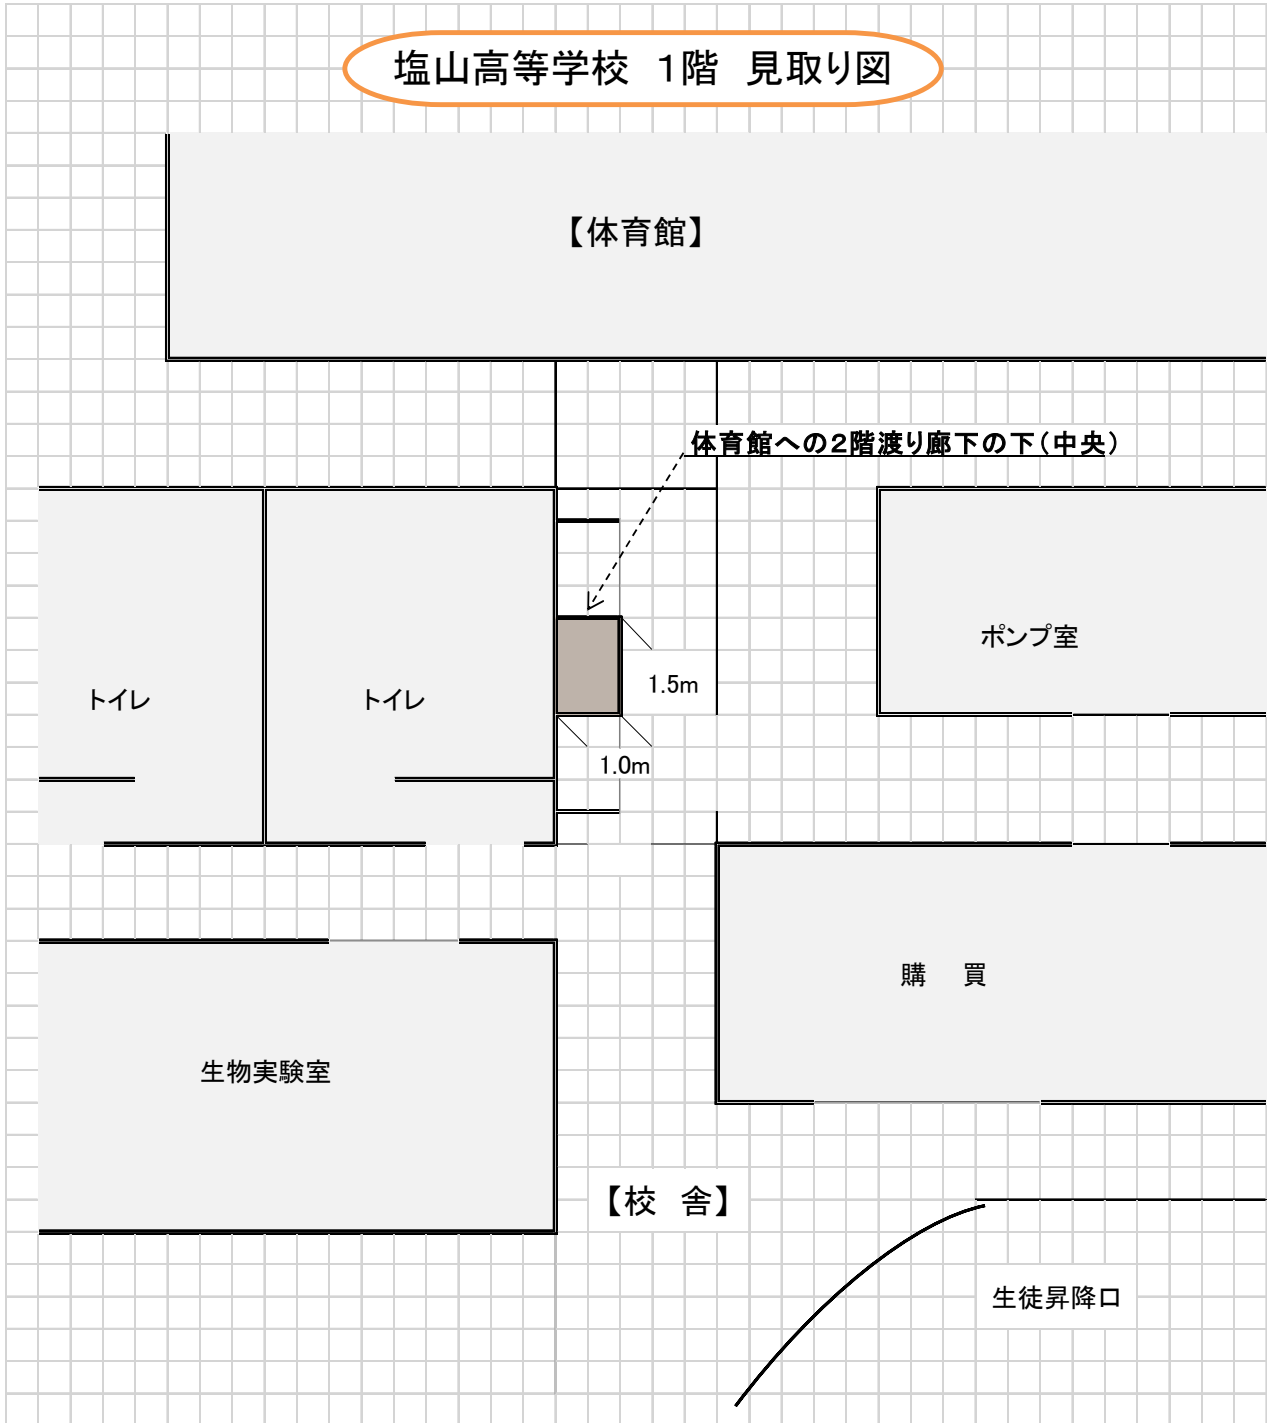 塩山高等学校　1階　見取り図
【体育館】
体育館への2階渡り廊下の下（中央）
ポンプ室
トイレ
トイレ
1.5m
1.0m
購　買
生物実験室
【校　舎】
生徒昇降口